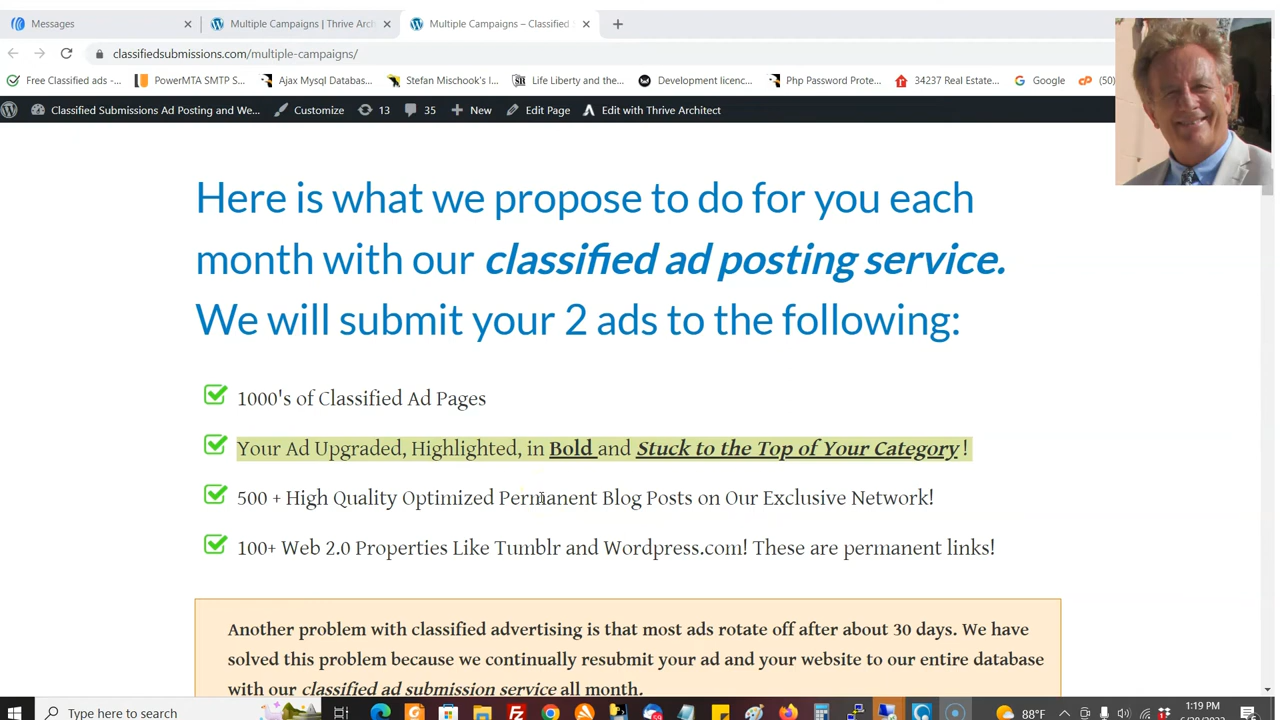 Messages
Multiple Campaigns | Thrive Arch
Multiple Campaigns – Classified
classifiedsubmissions.com/multiple-campaigns/
Free Classified ads -...
PowerMTA SMTP S...
Ajax Mysql Databas...
Stefan Mischook's I...
Life Liberty and the...
Development licenc...
Php Password Prote...
34237 Real Estate...
Google
(50)
Classified Submissions Ad Posting and We...
Customize
13
35
New
Edit Page
Edit with Thrive Architect
Here is what we propose to do for you each
month with our classified ad posting service.
We will submit your 2 ads to the following:
1000's of Classified Ad Pages
Your Ad Upgraded, Highlighted, in Bold and Stuck to the Top of Your Category !
500 + High Quality Optimized Permanent Blog Posts on Our Exclusive Network!
100+ Web 2.0 Properties Like Tumblr and Wordpress.com! These are permanent links!
Another problem with classified advertising is that most ads rotate off after about 30 days. We have
solved this problem because we continually resubmit your ad and your website to our entire database
with our classified ad submission service all month.
Type here to search
88°F
1:19 PM